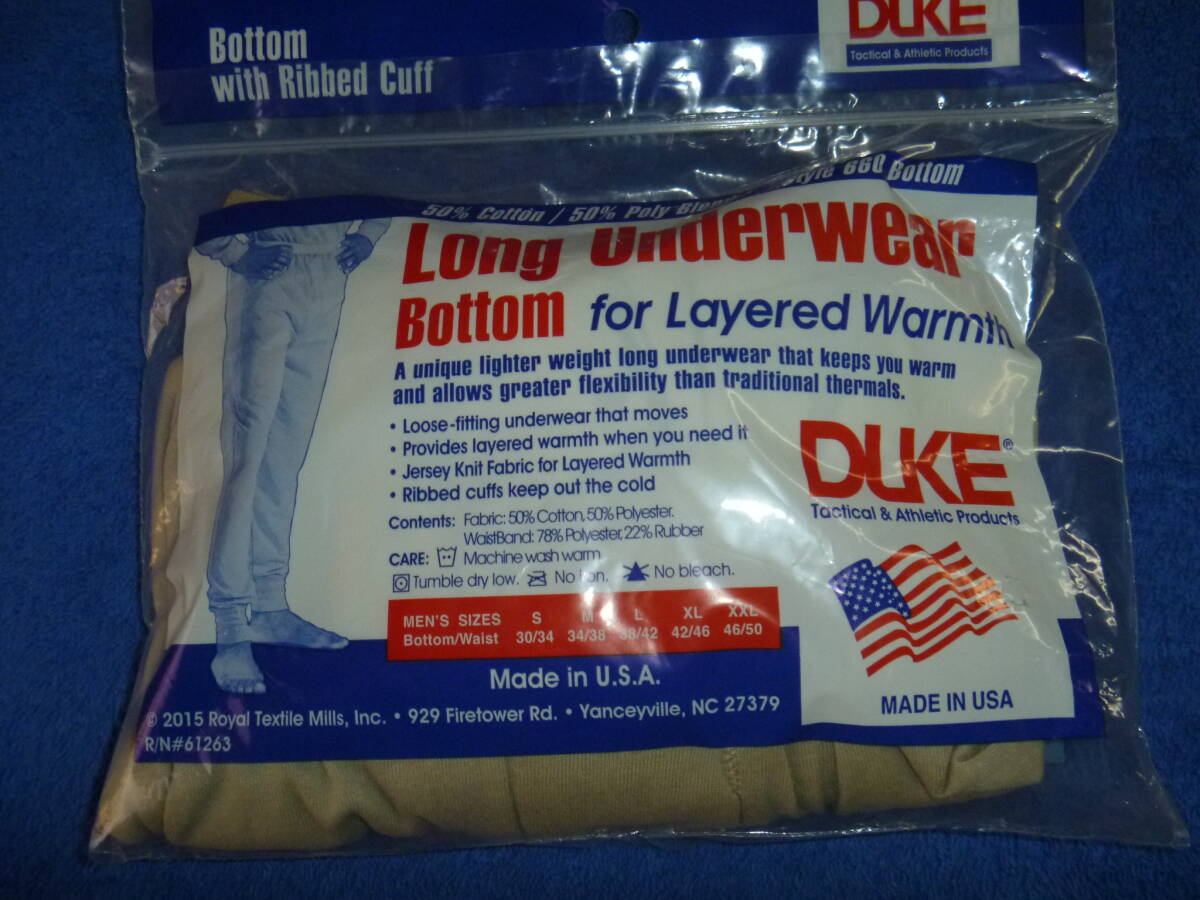 Bottom
with Ribbed Cuff
DUKE
Tactical & Athletic Products
50% Cotton / 50% Poly Blend Style 660 Bottom
Long Underwear
Bottom for Layered Warmth
A unique lighter weight long underwear that keeps you warm
and allows greater flexibility than traditional thermals.
• Loose-fitting underwear that moves
• Provides layered warmth when you need it
• Jersey Knit Fabric for Layered Warmth
• Ribbed cuffs keep out the cold
DUKE®
Tactical & Athletic Products
Contents: Fabric: 50% Cotton, 50% Polyester.
WaistBand: 78% Polyester, 22% Rubber
CARE: Machine wash warm
Tumble dry low. No Iron. No bleach.
MEN'S SIZES S M L XL XXL
Bottom/Waist 30/34 34/38 38/42 42/46 46/50
Made in U.S.A.
MADE IN USA
© 2015 Royal Textile Mills, Inc. • 929 Firetower Rd. • Yanceyville, NC 27379
R/N#61263